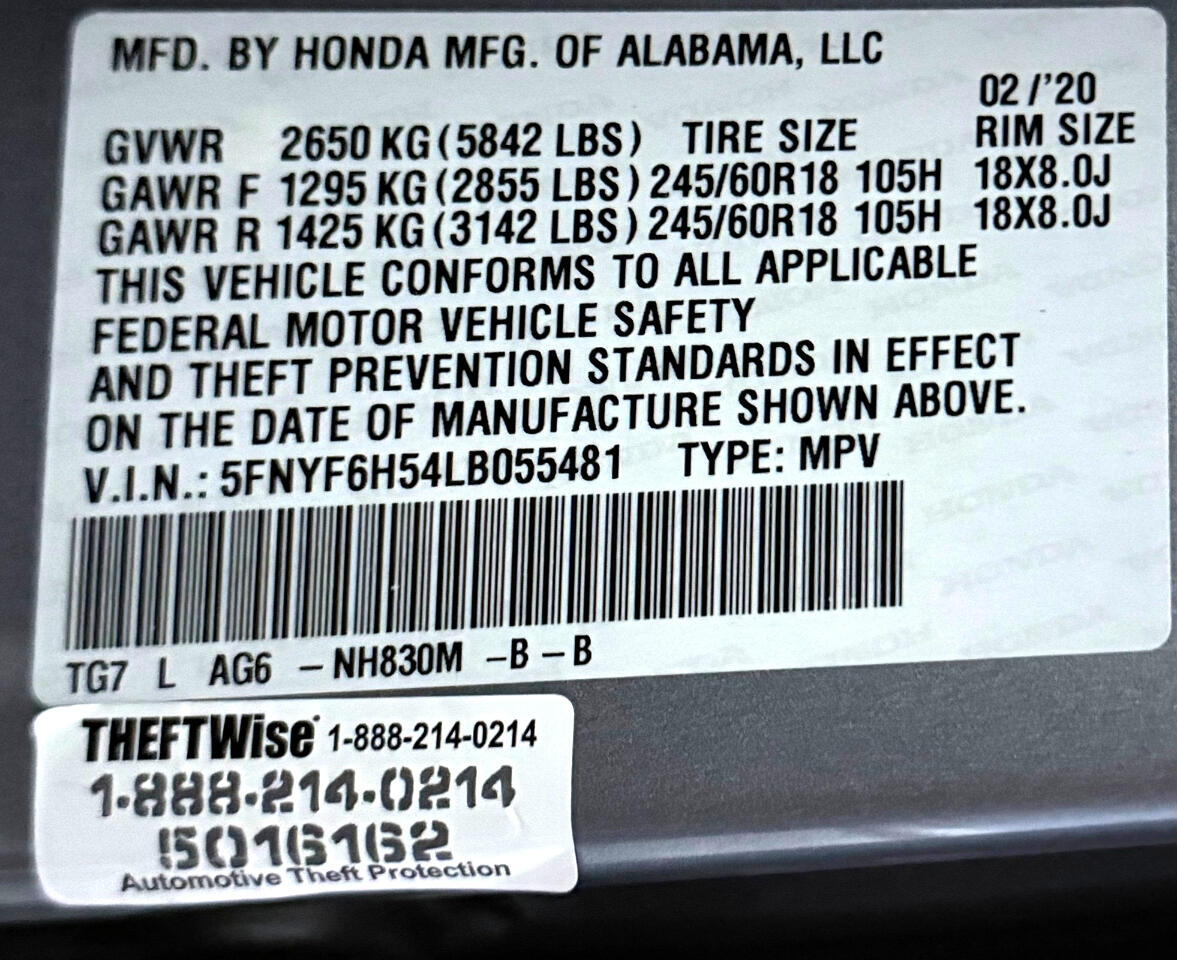 MFD. BY HONDA MFG. OF ALABAMA, LLC
02 /'20
GVWR 2650 KG (5842 LBS) TIRE SIZE RIM SIZE
GAWR F 1295 KG (2855 LBS) 245/60R18 105H 18X8.0J
GAWR R 1425 KG (3142 LBS) 245/60R18 105H 18X8.0J
THIS VEHICLE CONFORMS TO ALL APPLICABLE
FEDERAL MOTOR VEHICLE SAFETY
AND THEFT PREVENTION STANDARDS IN EFFECT
ON THE DATE OF MANUFACTURE SHOWN ABOVE.
V.I.N.: 5FNYF6H54LB055481 TYPE: MPV
TG7 L AG6 – NH830M – B – B
THEFTWise 1-888-214-0214
1-888-214-0214
5016162
Automotive Theft Protection